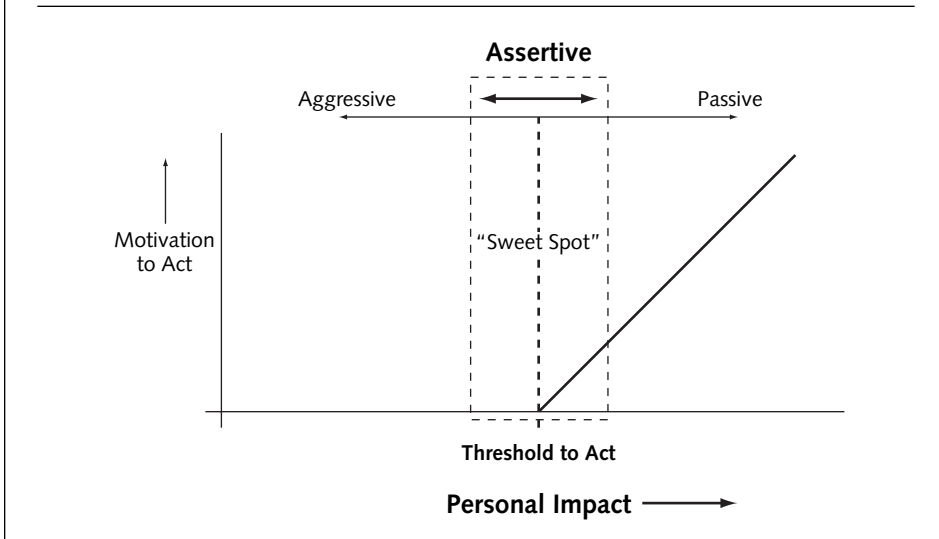 Assertive
Aggressive
Passive
Motivation
to Act
“Sweet Spot”
Threshold to Act
Personal Impact